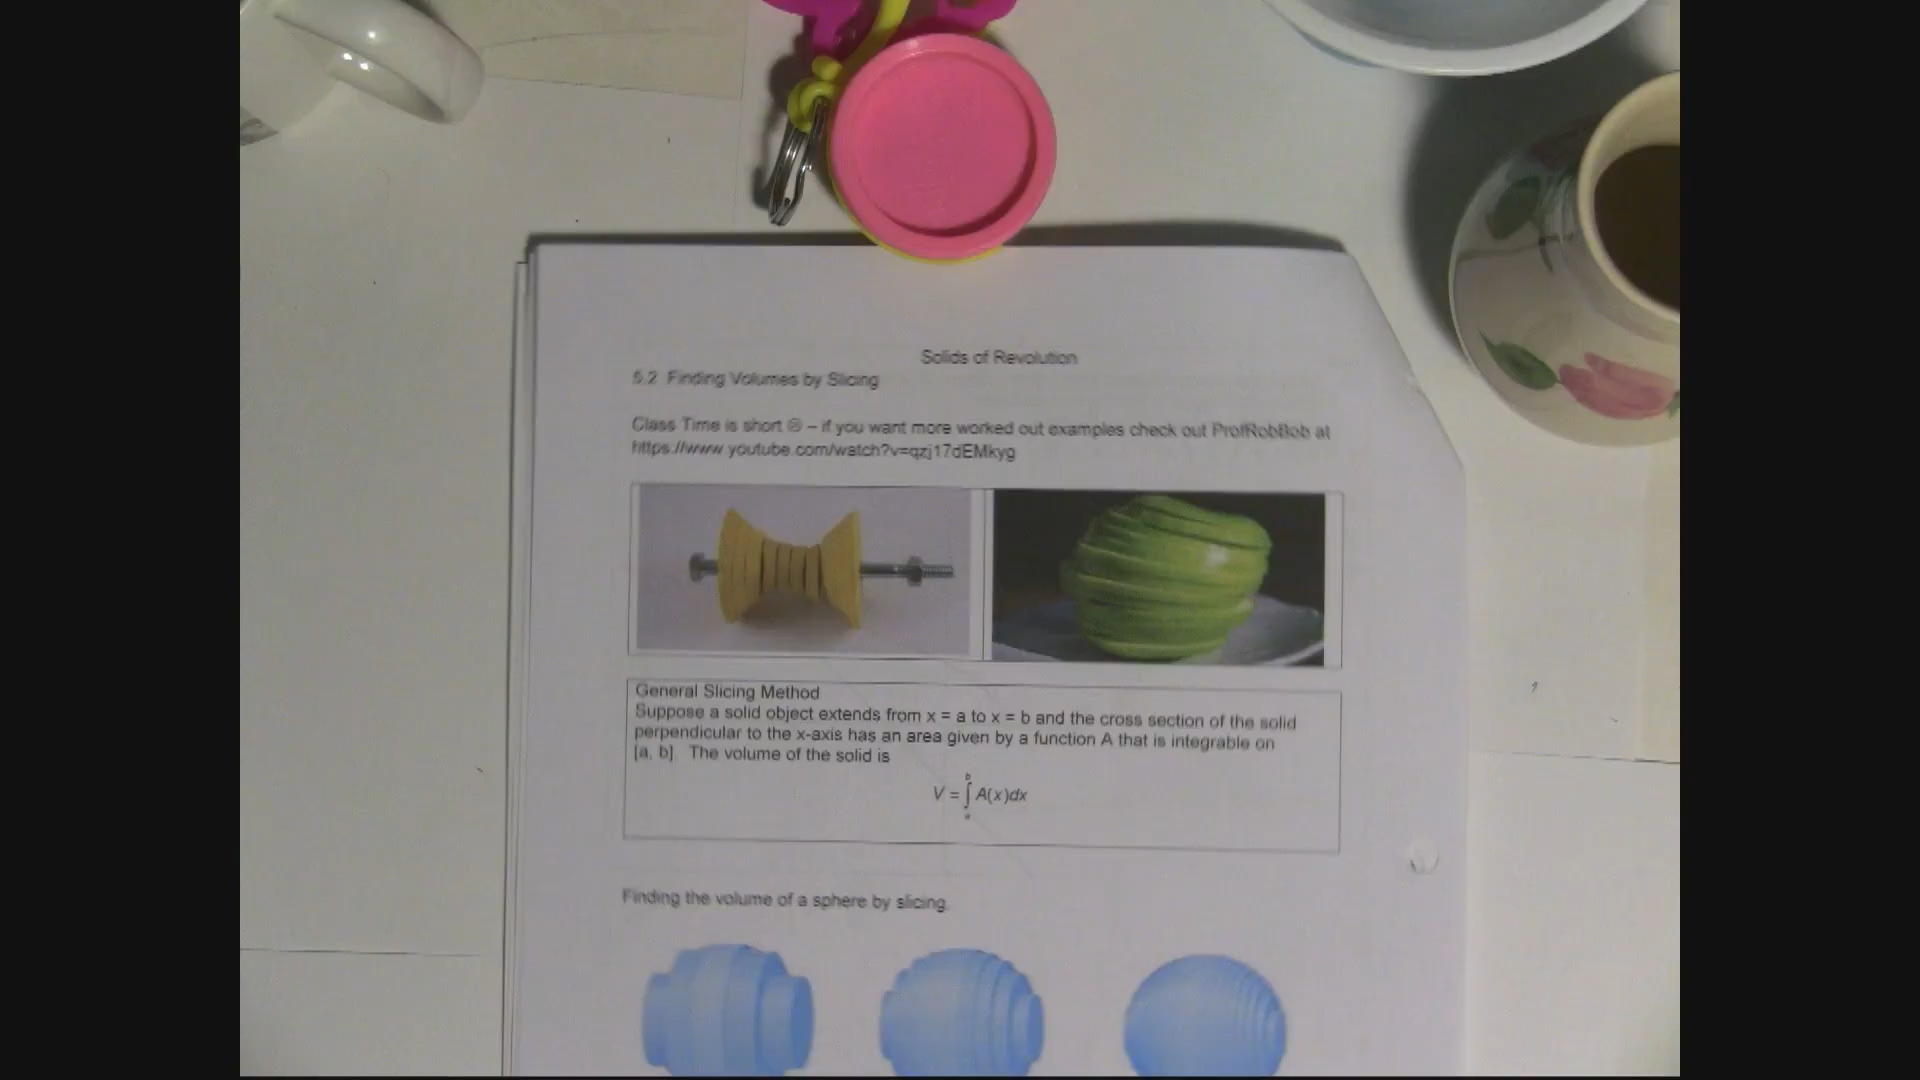 Solids of Revolution
5.2 Finding Volumes by Slicing
Class Time is short ☹ – if you want more worked out examples check out ProfRobBob at
https://www.youtube.com/watch?v=qzj17dEMkyg
General Slicing Method
Suppose a solid object extends from x = a to x = b and the cross section of the solid
perpendicular to the x-axis has an area given by a function A that is integrable on
[a, b]. The volume of the solid is
V = ∫ₐᵇ A(x)dx
Finding the volume of a sphere by slicing.